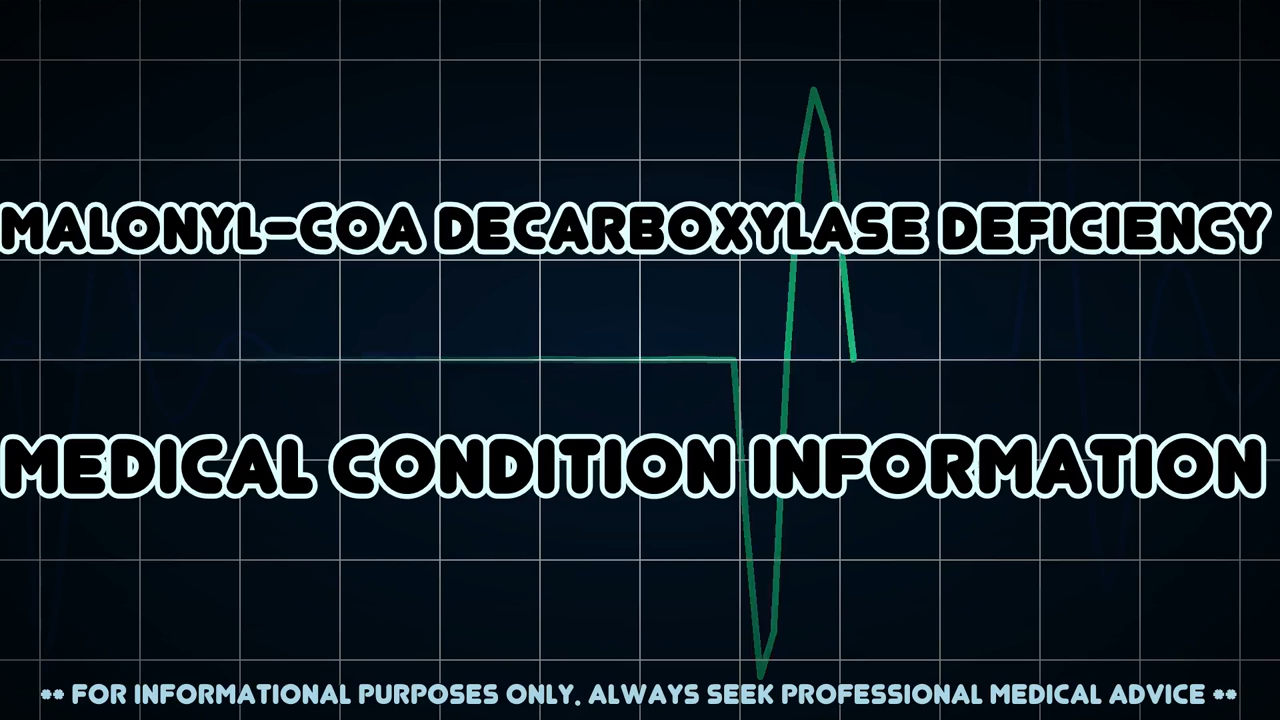 MALONYL-COA DECARBOXYLASE DEFICIENCY
MEDICAL CONDITION INFORMATION
** FOR INFORMATIONAL PURPOSES ONLY. ALWAYS SEEK PROFESSIONAL MEDICAL ADVICE **